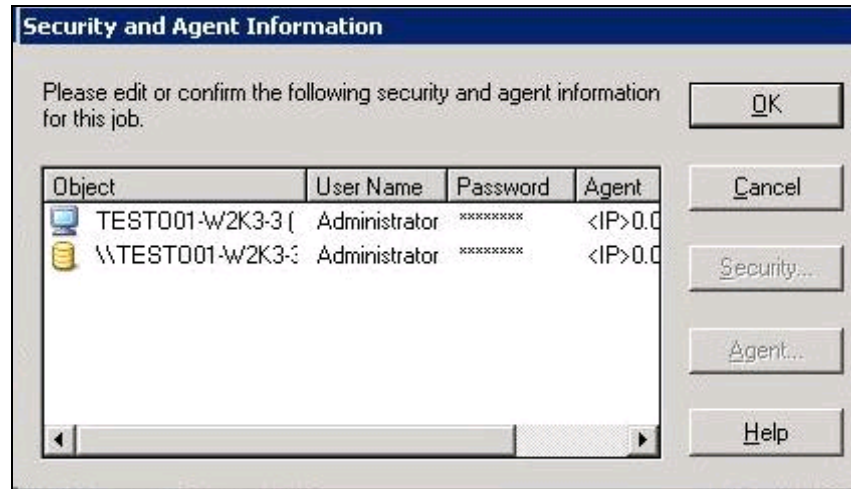 Security and Agent Information
Please edit or confirm the following security and agent information
for this job.
OK
Object User Name Password Agent
TEST001-W2K3-3 ( Administrator ******** <IP>0.0
\\TEST001-W2K3-3 Administrator ******** <IP>0.0
Cancel
Security...
Agent...
Help